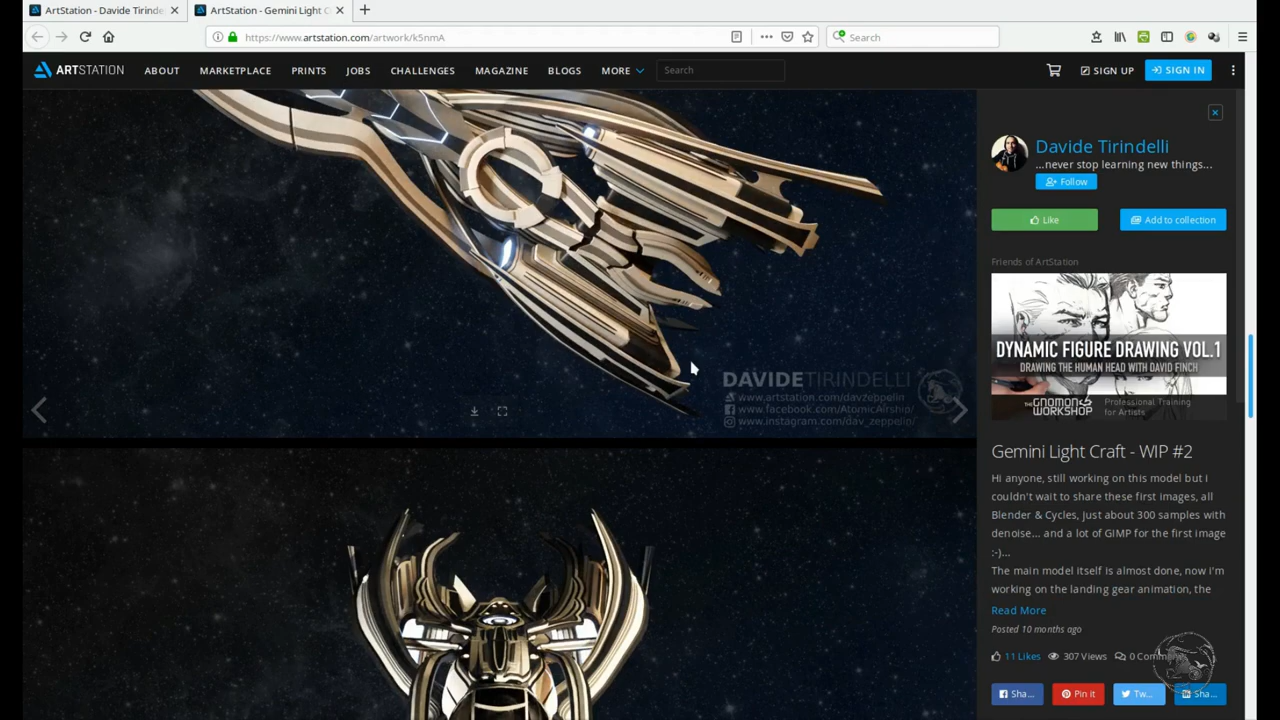 ArtStation - Davide Tirinde
ArtStation - Gemini Light C
https://www.artstation.com/artwork/k5nmA
Search
ARTSTATION
ABOUT
MARKETPLACE
PRINTS
JOBS
CHALLENGES
MAGAZINE
BLOGS
MORE
Search
SIGN UP
SIGN IN
Davide Tirindelli
...never stop learning new things...
Follow
Like
Add to collection
Friends of ArtStation
DYNAMIC FIGURE DRAWING VOL.1
DRAWING THE HUMAN HEAD WITH DAVID FINCH
THE GNOMON WORKSHOP
Professional Training
for Artists
DAVIDETIRINDELLI
www.artstation.com/davzeppelin
www.facebook.com/AtomicAirship/
www.instagram.com/dav_zeppelin/
Gemini Light Craft - WIP #2
Hi anyone, still working on this model but i
couldn't wait to share these first images, all
Blender & Cycles, just about 300 samples with
denoise... and a lot of GIMP for the first image
:-)...
The main model itself is almost done, now i'm
working on the landing gear animation, the
Read More
Posted 10 months ago
11 Likes
307 Views
0 Comm
Sha...
Pin it
Tw...
Sha...